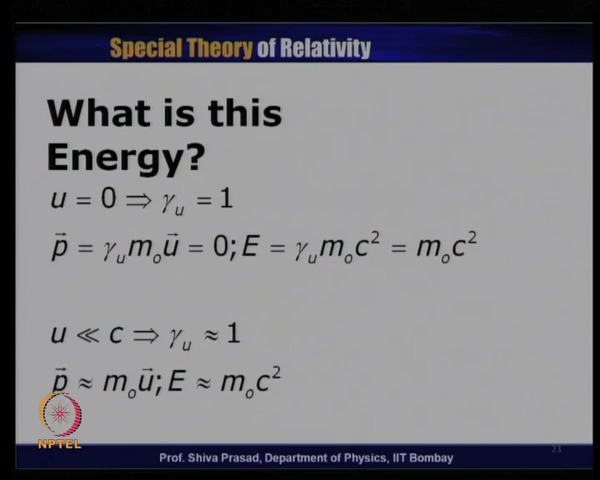 Special Theory of Relativity
What is this
Energy?
u = 0 ⇒ γ_u = 1
p⃗ = γ_u m_o u⃗ = 0; E = γ_u m_o c² = m_o c²
u ≪ c ⇒ γ_u ≈ 1
p⃗ ≈ m_o u⃗; E ≈ m_o c²
NPTEL
Prof. Shiva Prasad, Department of Physics, IIT Bombay
23